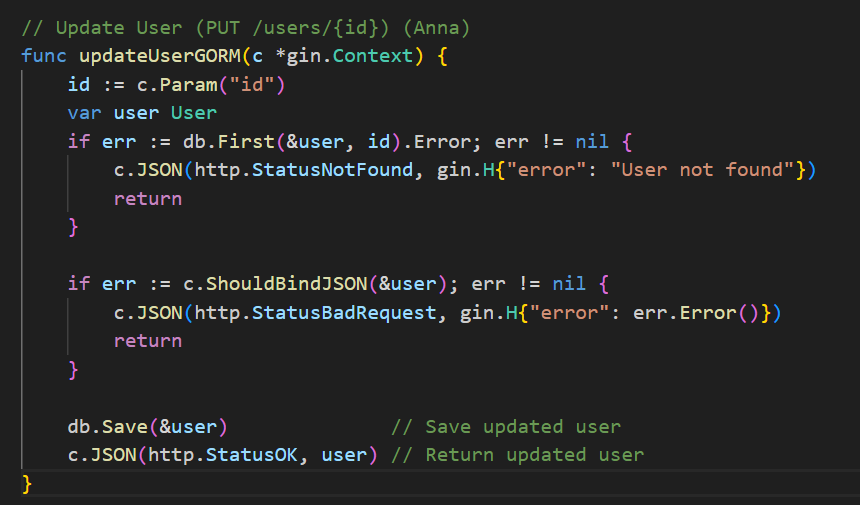 // Update User (PUT /users/{id}) (Anna)
func updateUserGORM(c *gin.Context) {
    id := c.Param("id")
    var user User
    if err := db.First(&user, id).Error; err != nil {
        c.JSON(http.StatusNotFound, gin.H{"error": "User not found"})
        return
    }

    if err := c.ShouldBindJSON(&user); err != nil {
        c.JSON(http.StatusBadRequest, gin.H{"error": err.Error()})
        return
    }

    db.Save(&user)              // Save updated user
    c.JSON(http.StatusOK, user) // Return updated user
}